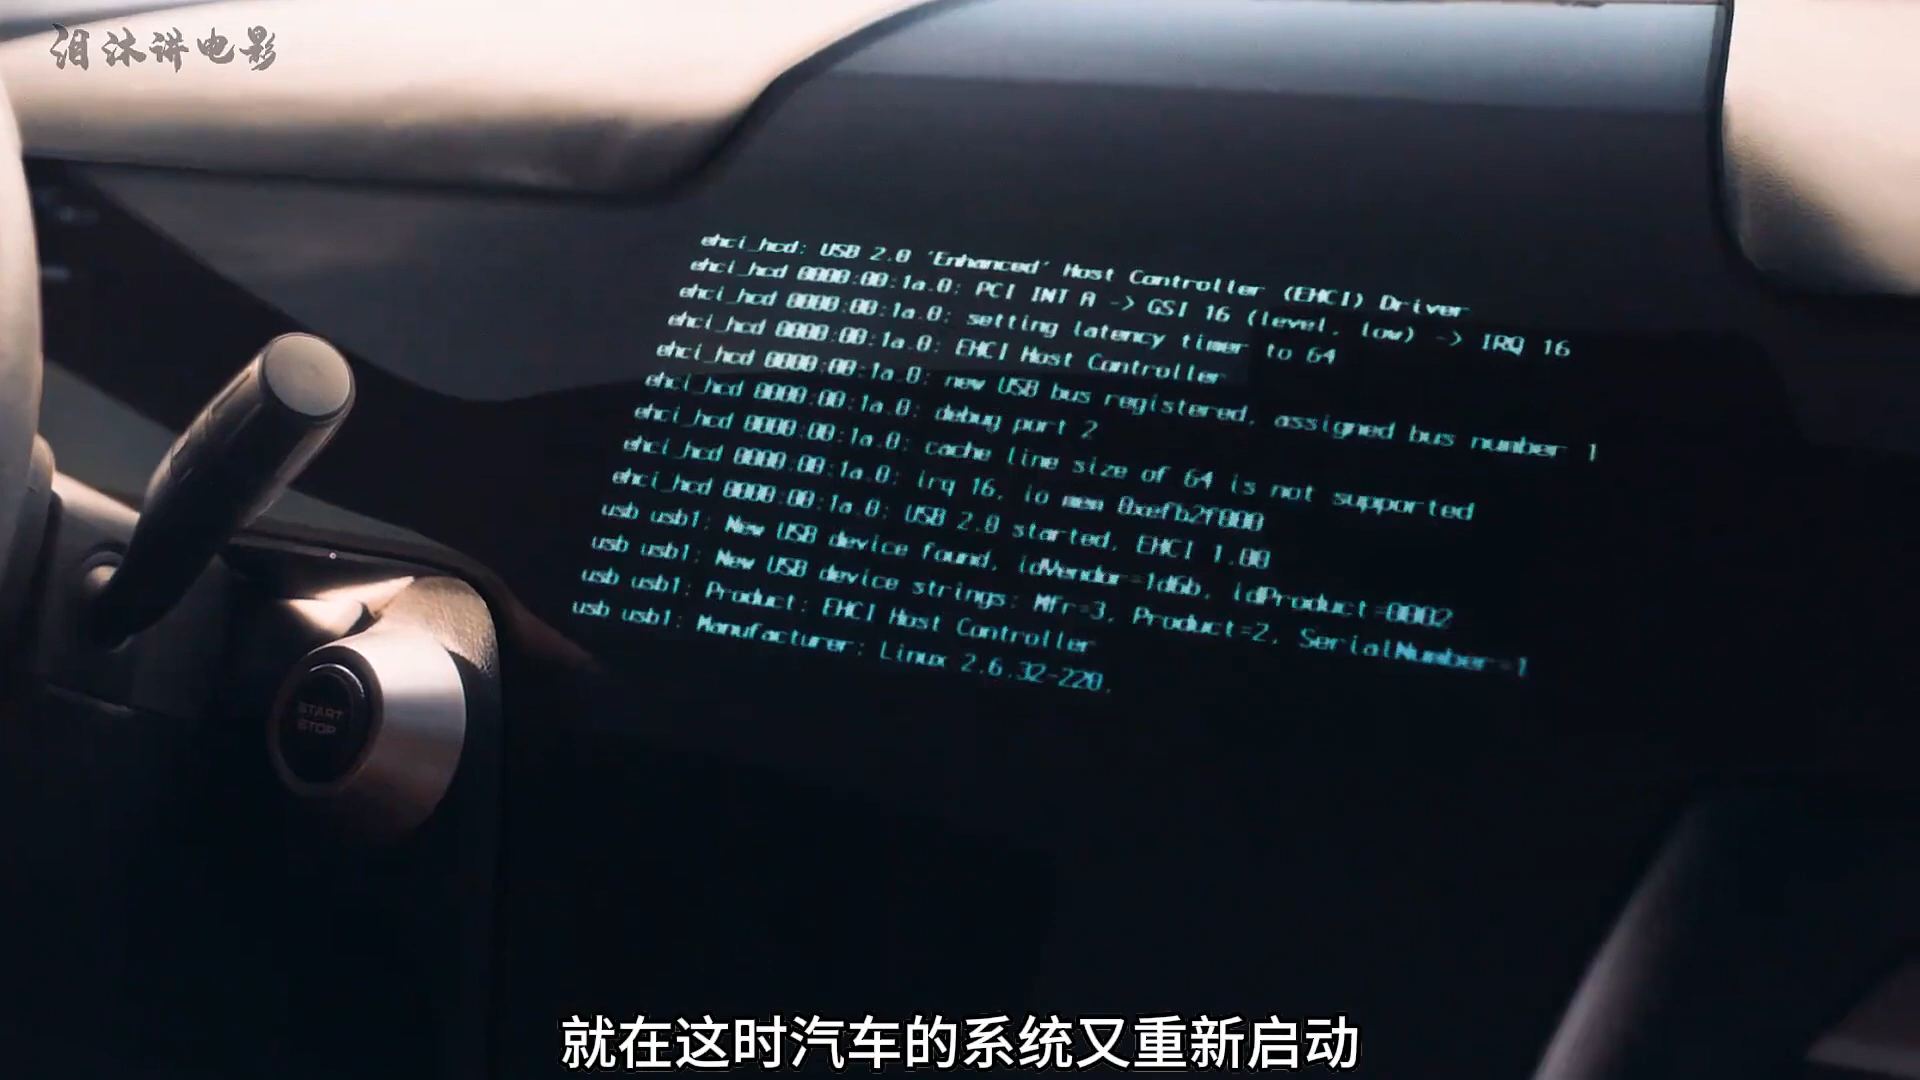 泪沐讲电影
ehci_hcd: USB 2.0 'Enhanced' Host Controller (EHCI) Driver
ehci_hcd 0000:00:1a.0: PCI INT A -> GSI 16 (level, low) -> IRQ 16
ehci_hcd 0000:00:1a.0: setting latency timer to 64
ehci_hcd 0000:00:1a.0: EHCI Host Controller
ehci_hcd 0000:00:1a.0: new USB bus registered, assigned bus number 1
ehci_hcd 0000:00:1a.0: debug port 2
ehci_hcd 0000:00:1a.0: cache line size of 64 is not supported
ehci_hcd 0000:00:1a.0: irq 16, io mem 0xefb2f000
ehci_hcd 0000:00:1a.0: USB 2.0 started, EHCI 1.00
usb usb1: New USB device found, idVendor=1d6b, idProduct=0002
usb usb1: New USB device strings: Mfr=3, Product=2, SerialNumber=1
usb usb1: Product: EHCI Host Controller
usb usb1: Manufacturer: Linux 2.6.32-220.
START
STOP
就在这时汽车的系统又重新启动